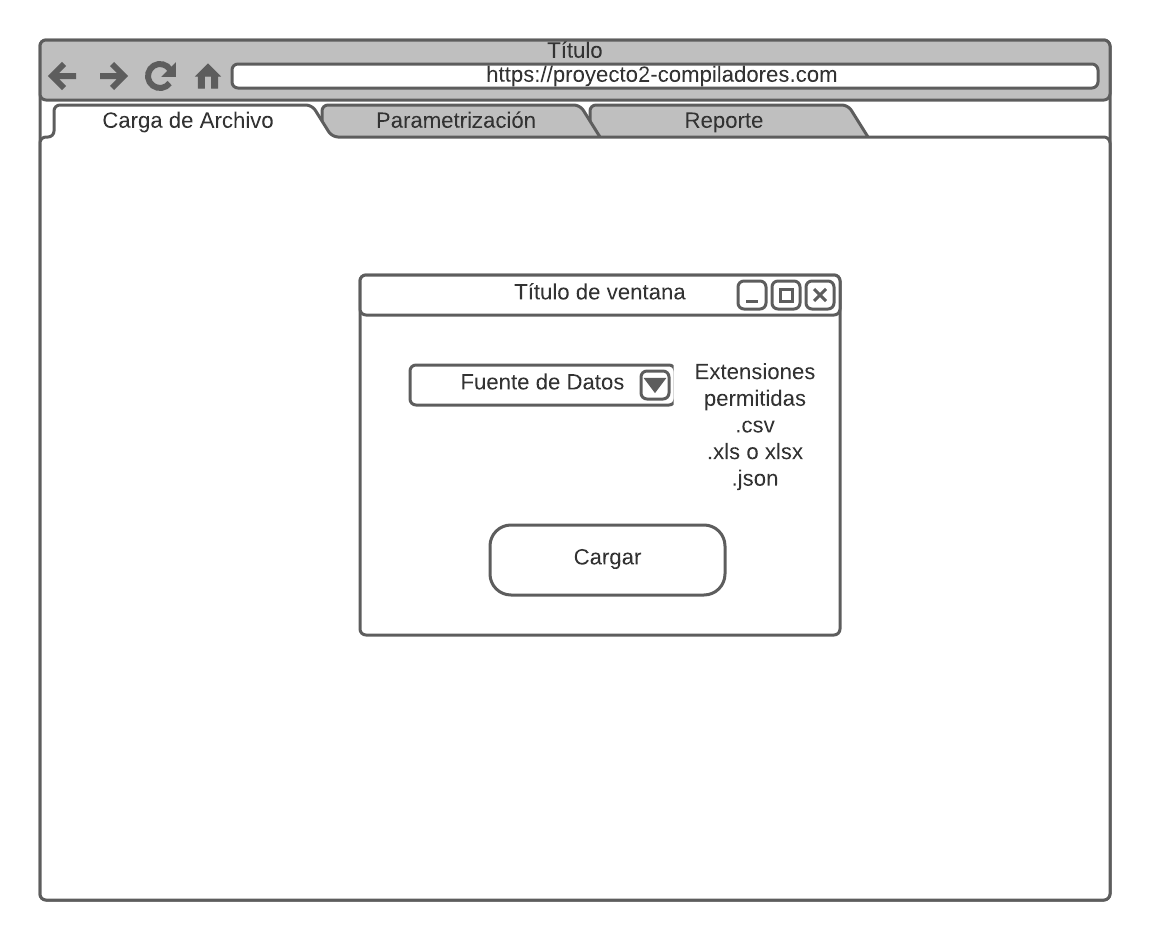 Título
https://proyecto2-compiladores.com
Carga de Archivo
Parametrización
Reporte
Título de ventana
Fuente de Datos
Extensiones
permitidas
.csv
.xls o xlsx
.json
Cargar